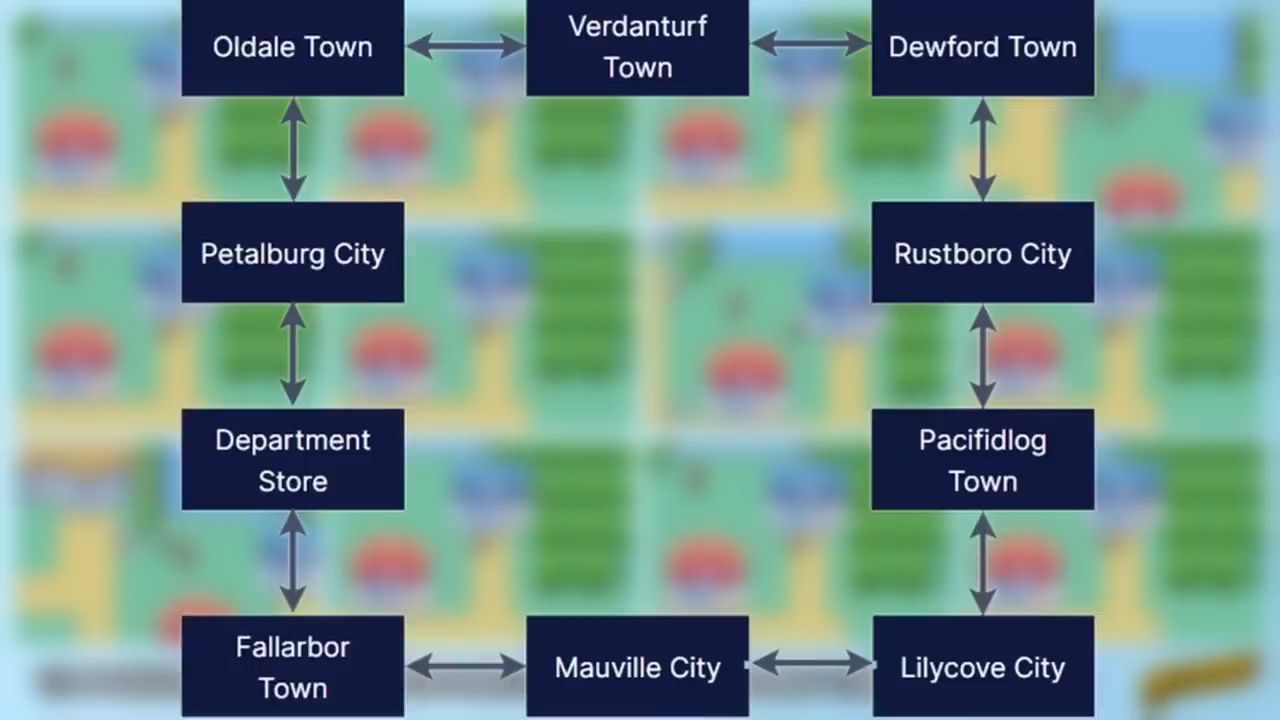 Oldale Town
Verdanturf
Town
Dewford Town
Petalburg City
Rustboro City
Department
Store
Pacifidlog
Town
Fallarbor
Town
Mauville City
Lilycove City